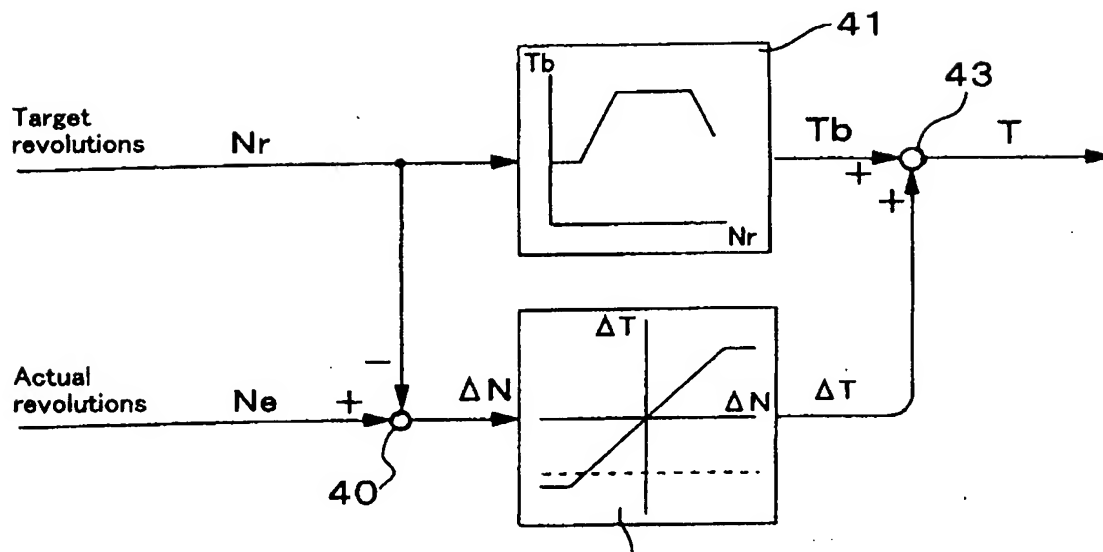 41
Tb
Nr
43
Target
revolutions
Nr
Tb
+
+
T
Actual
revolutions
Ne
+
−
40
ΔN
ΔT
ΔN
ΔT